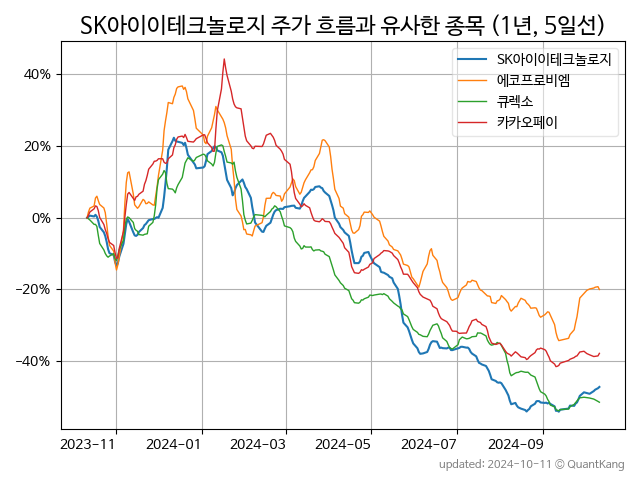 SK아이이테크놀로지 주가 흐름과 유사한 종목 (1년, 5일선)
SK아이이테크놀로지
에코프로비엠
큐렉소
카카오페이
40%
20%
0%
−20%
−40%
2023-11
2024-01
2024-03
2024-05
2024-07
2024-09
updated: 2024-10-11 © QuantKang